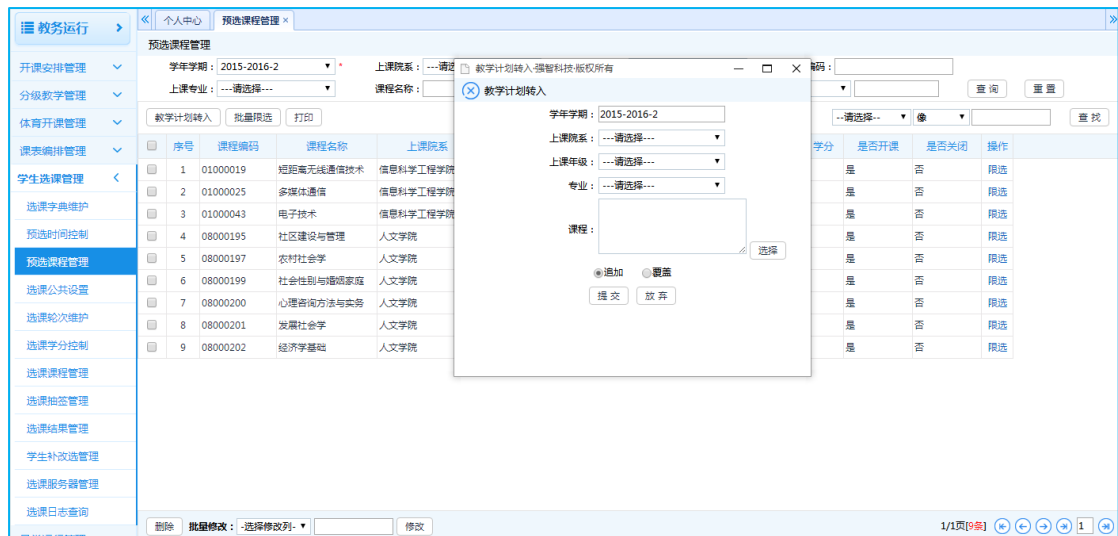 教务运行
个人中心 预选课程管理 ×
预选课程管理
学年学期： 2015-2016-2 * 上课院系： ---请
上课专业： ---请选择--- 课程名称： 查 询 重 置
教学计划转入 批量限选 打印 --请选择-- 像 查 找
开课安排管理
分级教学管理
体育开课管理
课表编排管理
学生选课管理
选课字典维护
预选时间控制
预选课程管理
选课公共设置
选课轮次维护
选课学分控制
选课课程管理
选课抽签管理
选课结果管理
学生补改选管理
选课服务器管理
选课日志查询
序号 课程编码 课程名称 上课院系 学分 是否开课 是否关闭 操作
1 01000019 短距离无线通信技术 信息科学工程学院 是 否 限选
2 01000025 多媒体通信 信息科学工程学院 是 否 限选
3 01000043 电子技术 信息科学工程学院 是 否 限选
4 08000195 社区建设与管理 人文学院 是 否 限选
5 08000197 农村社会学 人文学院 是 否 限选
6 08000199 社会性别与婚姻家庭 人文学院 是 否 限选
7 08000200 心理咨询方法与实务 人文学院 是 否 限选
8 08000201 发展社会学 人文学院 是 否 限选
9 08000202 经济学基础 人文学院 是 否 限选
教学计划转入-强智科技-版权所有
教学计划转入
学年学期： 2015-2016-2
上课院系： ---请选择---
上课年级： ---请选择---
专业： ---请选择---
课程： 选择
追加 覆盖
提 交 放 弃
删除 批量修改： -选择修改列- 修改
1/1页[9条] 1